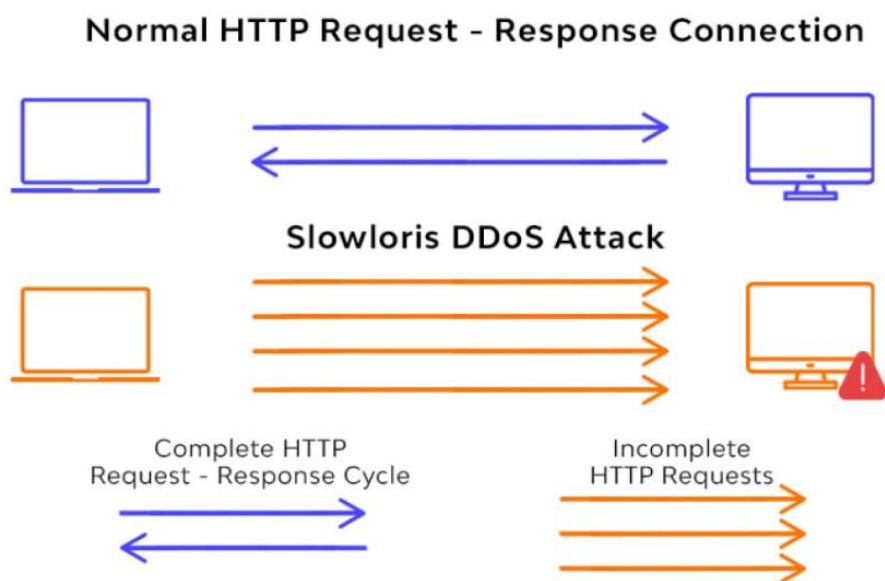 Normal HTTP Request - Response Connection
Slowloris DDoS Attack
!
Complete HTTP
Request - Response Cycle
Incomplete
HTTP Requests